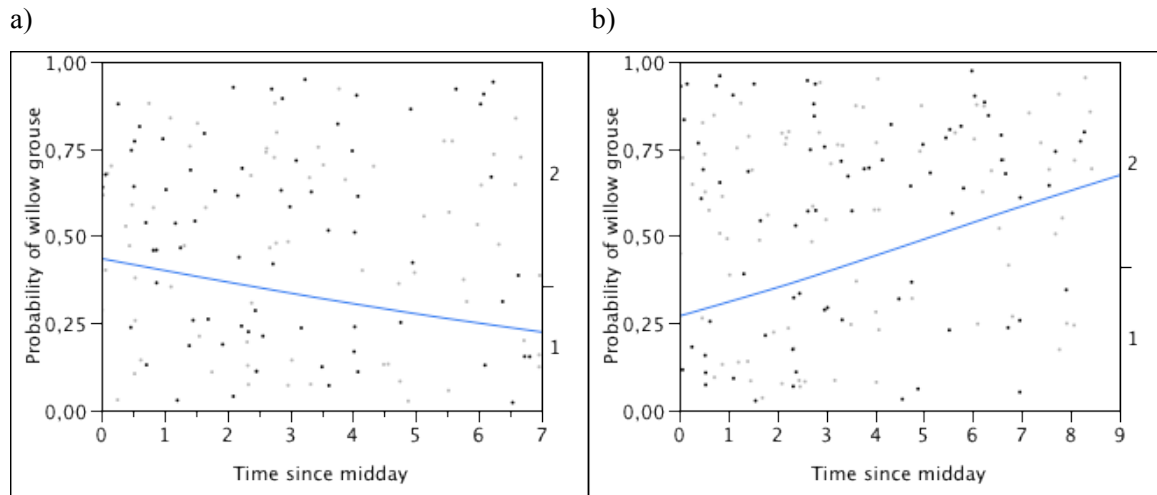 a)
b)
Probability of willow grouse
1,00
0,75
0,50
0,25
0,00
2
1
0 1 2 3 4 5 6 7
Time since midday
Probability of willow grouse
1,00
0,75
0,50
0,25
0,00
2
1
0 1 2 3 4 5 6 7 8 9
Time since midday